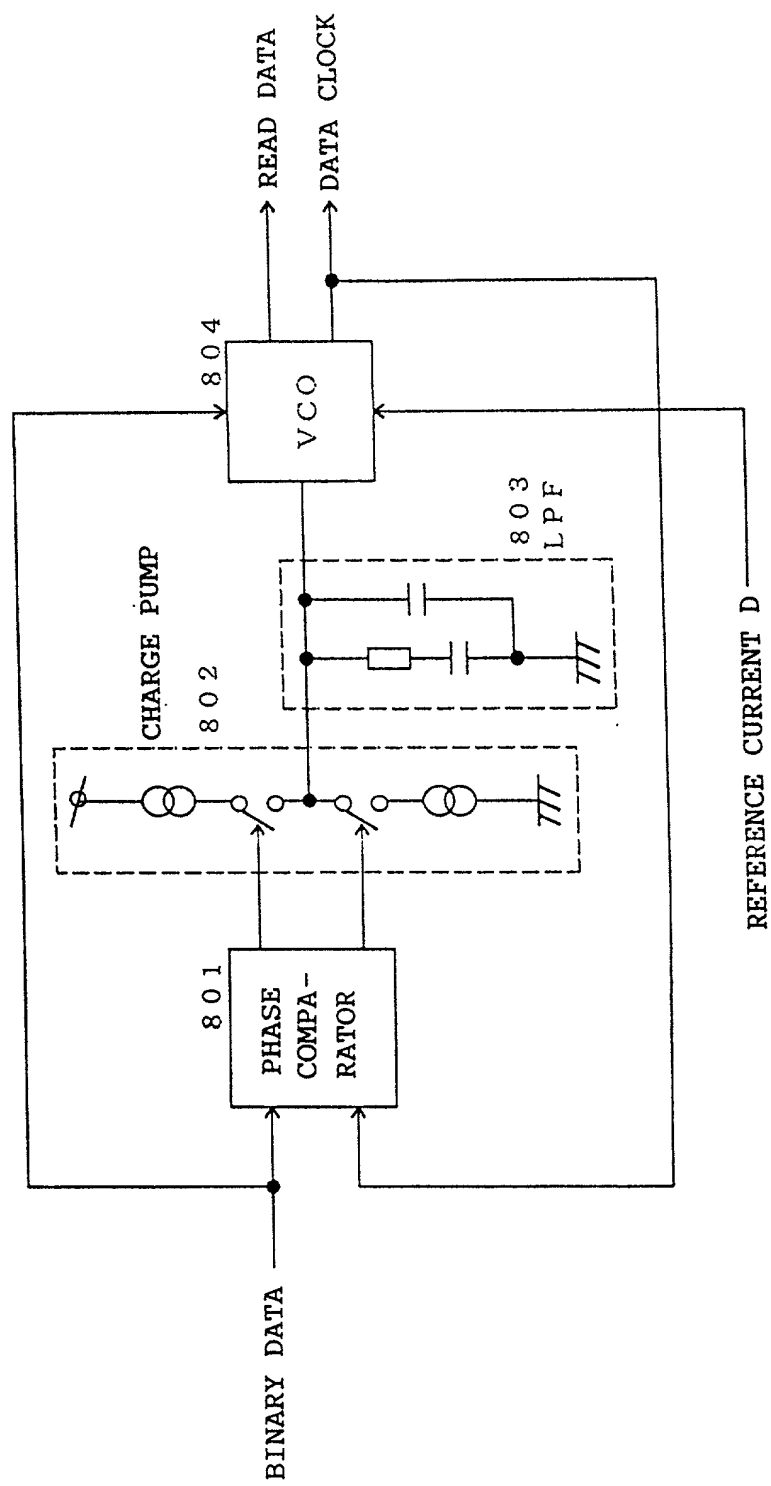 BINARY DATA
801
PHASE
COMPA-
RATOR
CHARGE PUMP
802
803
LPF
804
VCO
READ DATA
DATA CLOCK
REFERENCE CURRENT D